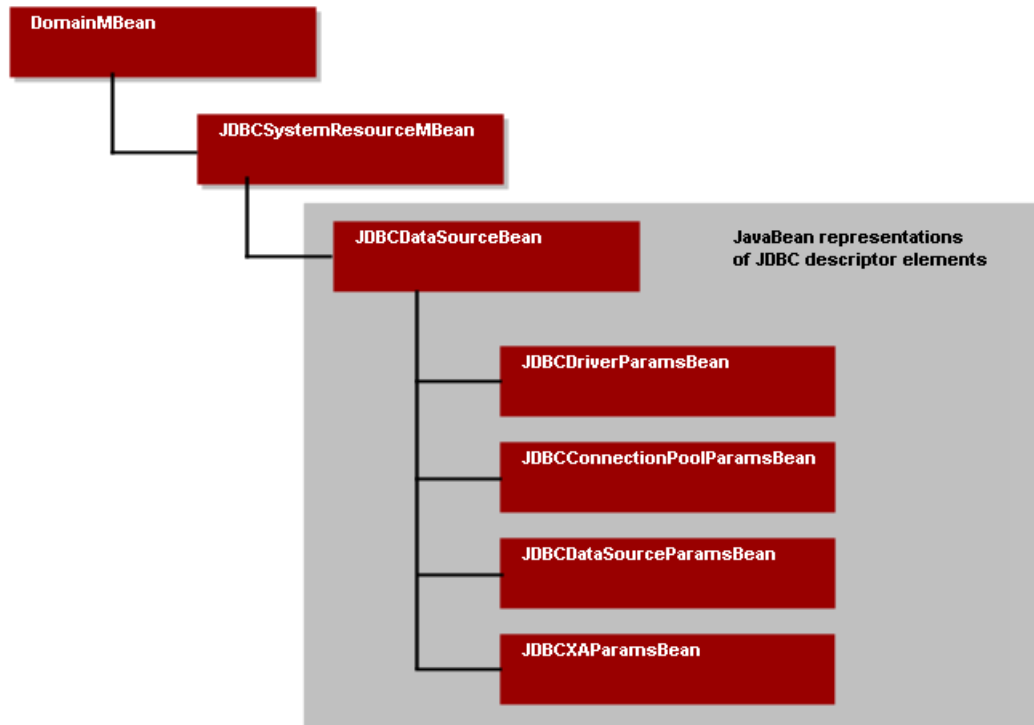 DomainMBean
JDBCSystemResourceMBean
JDBCDataSourceBean
JavaBean representations
of JDBC descriptor elements
JDBCDriverParamsBean
JDBCConnectionPoolParamsBean
JDBCDataSourceParamsBean
JDBCXAParamsBean